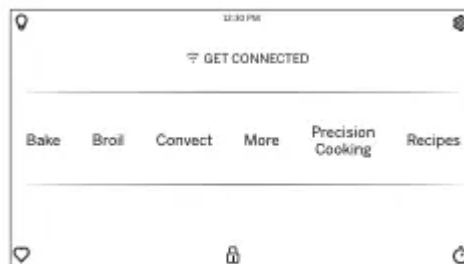 12:30 PM
GET CONNECTED
Bake Broil Convect More Precision Cooking Recipes